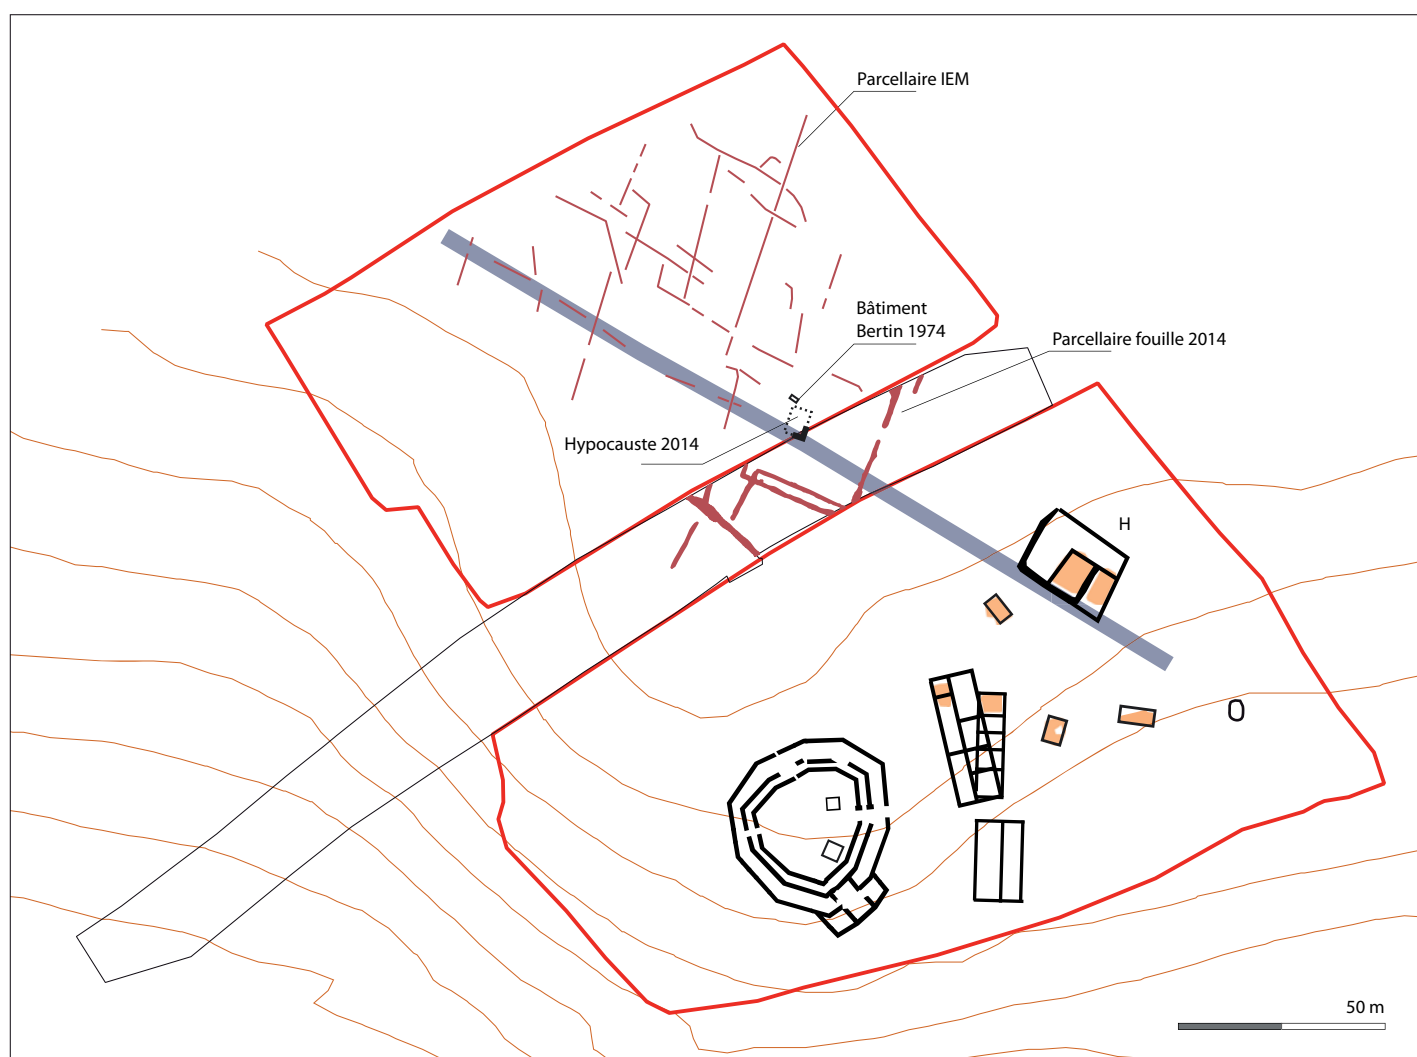 Parcellaire IEM
Bâtiment
Bertin 1974
Parcellaire fouille 2014
Hypocauste 2014
H
50 m